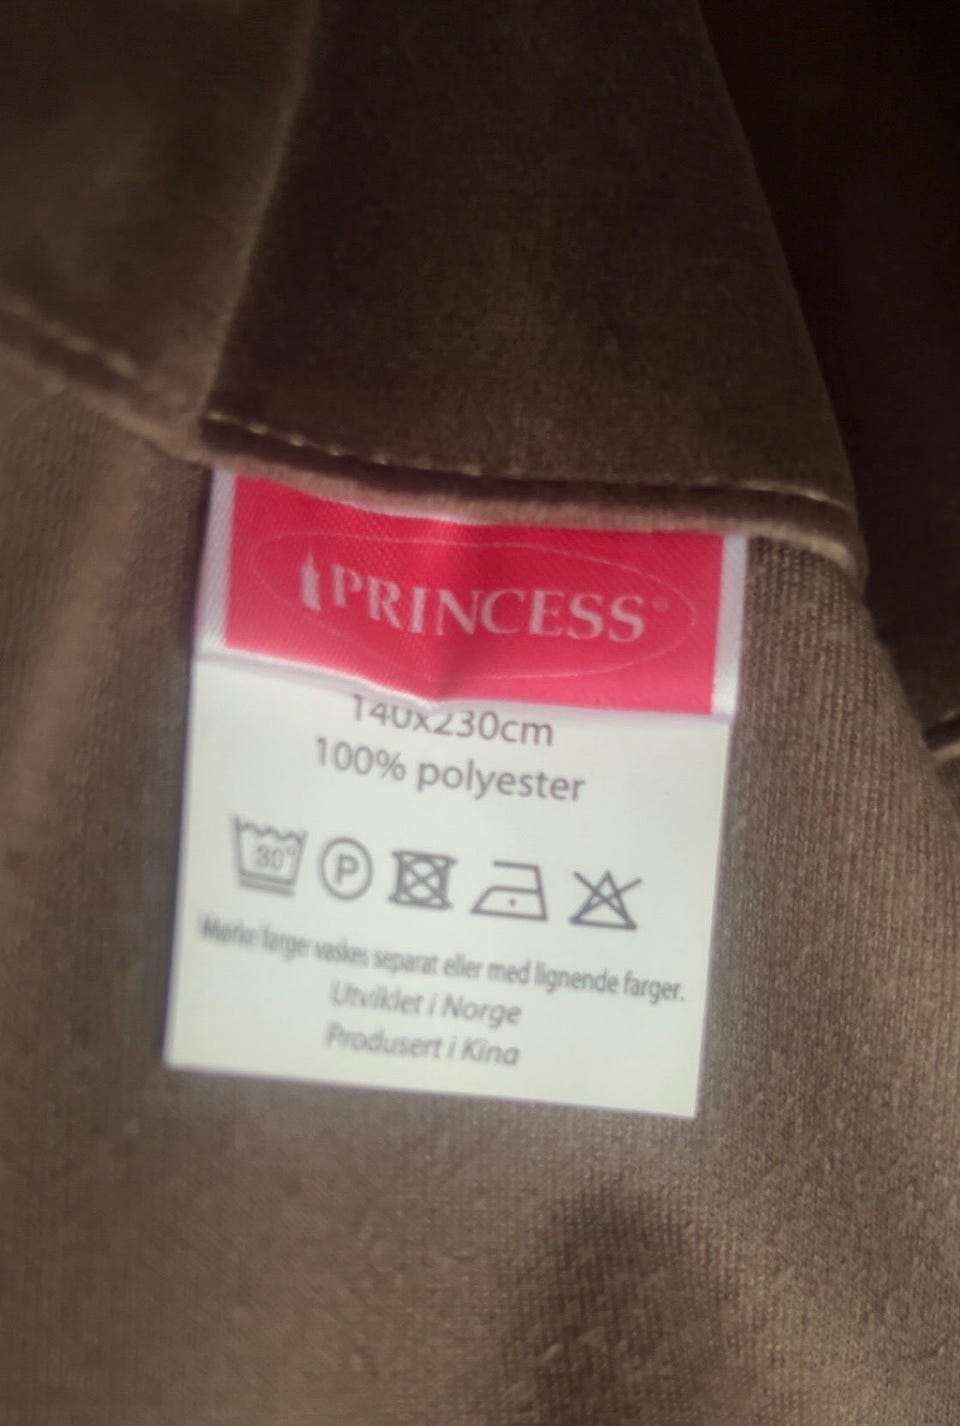 PRINCESS®
140x230cm
100% polyester
30°
P
Mørke farger vaskes separat eller med lignende farger.
Utviklet i Norge
Produsert i Kina